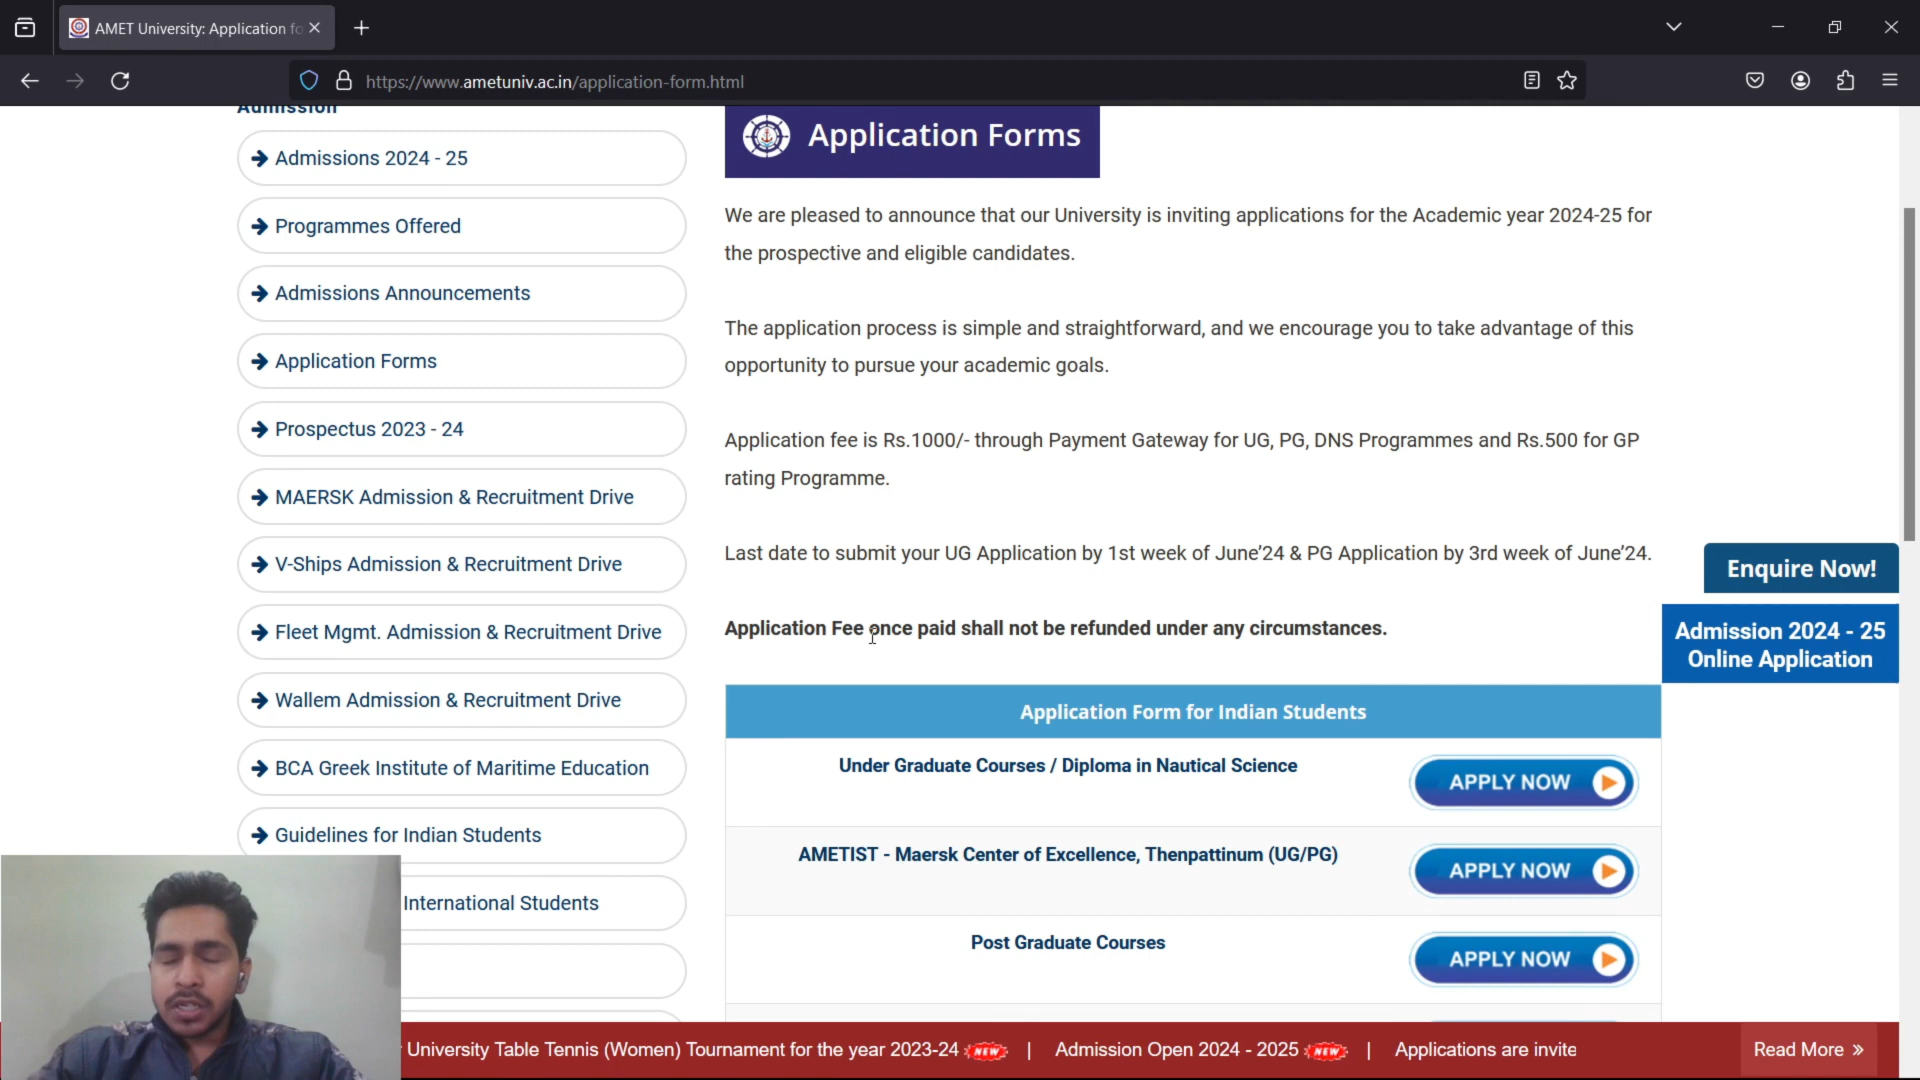 AMET University: Application fo
https://www.ametuniv.ac.in/application-form.html
Admission
Admissions 2024 - 25
Programmes Offered
Admissions Announcements
Application Forms
Prospectus 2023 - 24
MAERSK Admission & Recruitment Drive
V-Ships Admission & Recruitment Drive
Fleet Mgmt. Admission & Recruitment Drive
Wallem Admission & Recruitment Drive
BCA Greek Institute of Maritime Education
Guidelines for Indian Students
International Students
Application Forms
We are pleased to announce that our University is inviting applications for the Academic year 2024-25 for
the prospective and eligible candidates.
The application process is simple and straightforward, and we encourage you to take advantage of this
opportunity to pursue your academic goals.
Application fee is Rs.1000/- through Payment Gateway for UG, PG, DNS Programmes and Rs.500 for GP
rating Programme.
Last date to submit your UG Application by 1st week of June’24 & PG Application by 3rd week of June’24.
Application Fee once paid shall not be refunded under any circumstances.
Application Form for Indian Students
Under Graduate Courses / Diploma in Nautical Science
APPLY NOW
AMETIST - Maersk Center of Excellence, Thenpattinum (UG/PG)
APPLY NOW
Post Graduate Courses
APPLY NOW
Enquire Now!
Admission 2024 - 25
Online Application
University Table Tennis (Women) Tournament for the year 2023-24 NEW | Admission Open 2024 - 2025 NEW | Applications are invite
Read More »